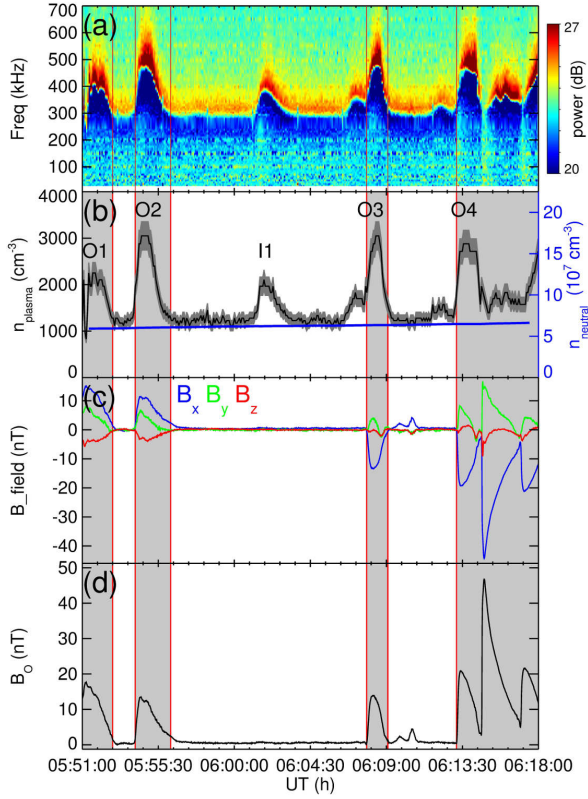 (a)
700
600
500
400
300
200
100
Freq (kHz)
27
20
power (dB)
(b)
4000
3000
2000
1000
0
n_plasma (cm⁻³)
O1
O2
I1
O3
O4
20
15
10
5
0
n_neutral (10⁷ cm⁻³)
(c)
10
0
-10
-20
-30
-40
B_field (nT)
B_x B_y B_z
(d)
50
40
30
20
10
0
B_O (nT)
05:51:00 05:55:30 06:00:00 06:04:30 06:09:00 06:13:30 06:18:00
UT (h)